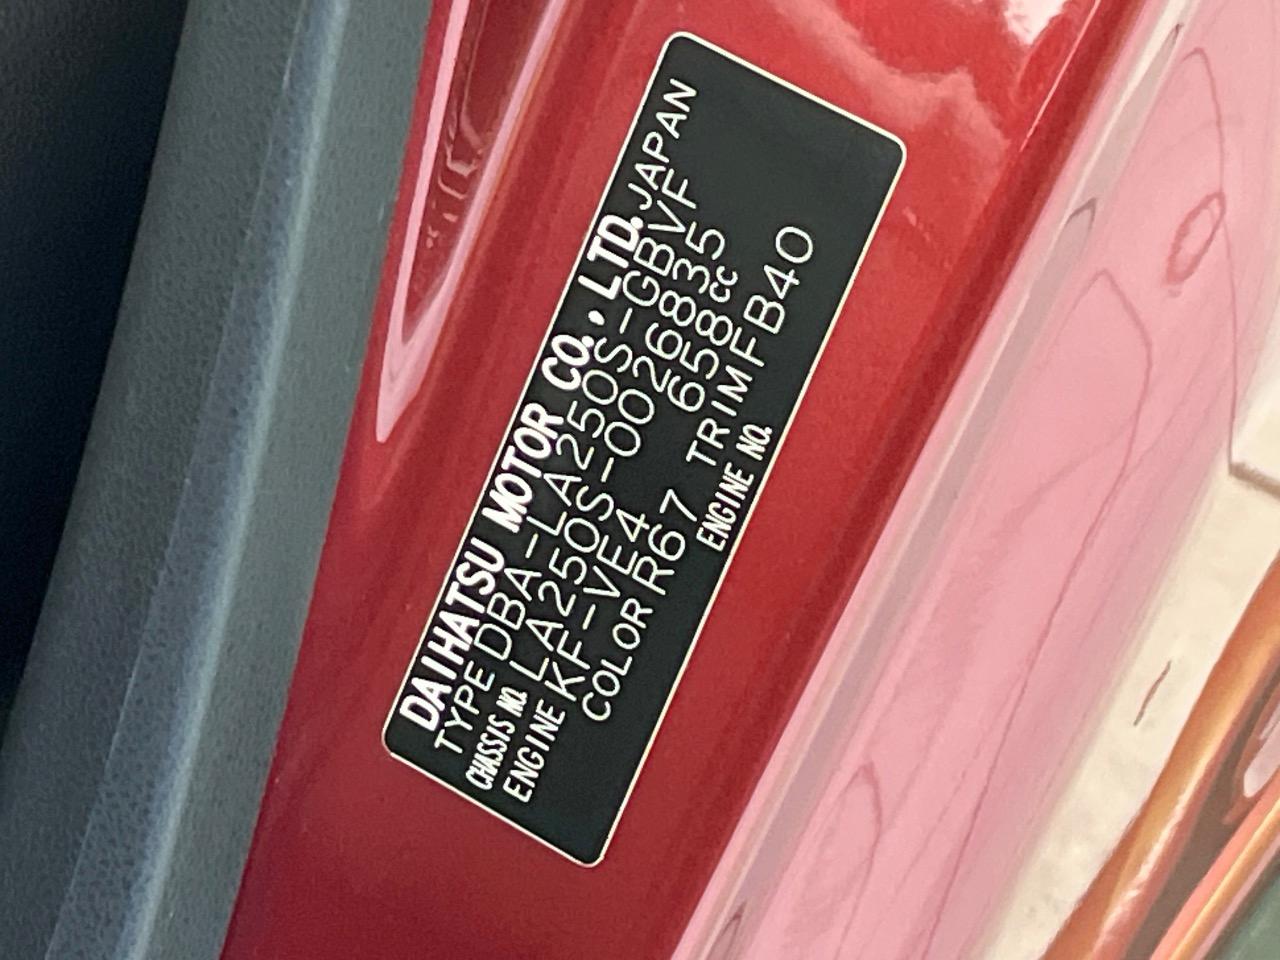 DAIHATSU MOTOR CO., LTD. JAPAN
TYPE DBA-LA250S-GBVF
CHASSIS NO. LA250S-0026835
ENGINE KF-VE4 658cc
COLOR R67 TRIM FB40
ENGINE NO.